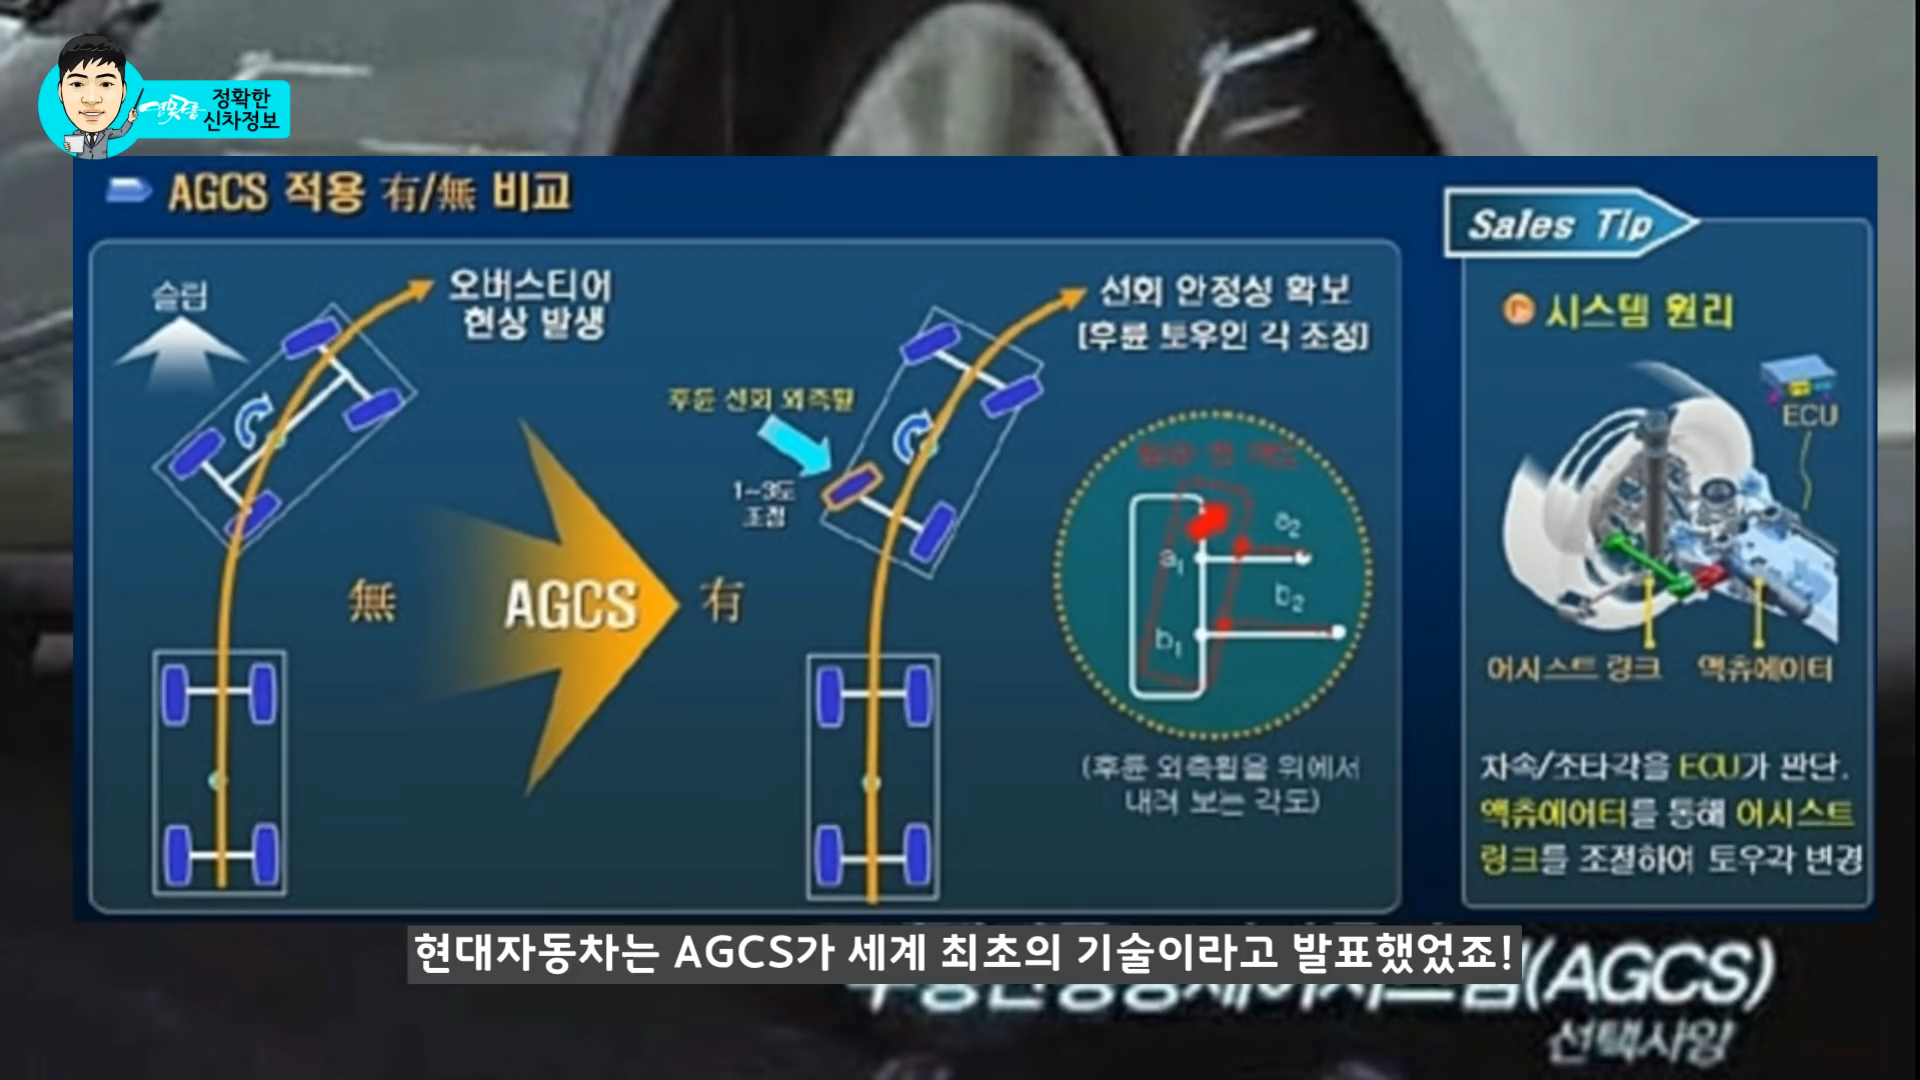 정확한
신차정보
AGCS 적용 有/無 비교
슬립
오버스티어
현상 발생
선회 안정성 확보
[후륜 토우인 각 조정]
후륜 선회 외측휠
1~3도
조절
無
AGCS
有
a1
a2
b1
b2
(후륜 외측휠을 위에서
내려 보는 각도)
Sales Tip
시스템 원리
ECU
어시스트 링크
액츄에이터
차속/조타각을 ECU가 판단.
액츄에이터를 통해 어시스트
링크를 조절하여 토우각 변경
현대자동차는 AGCS가 세계 최초의 기술이라고 발표했었죠!
(AGCS)
선택사양